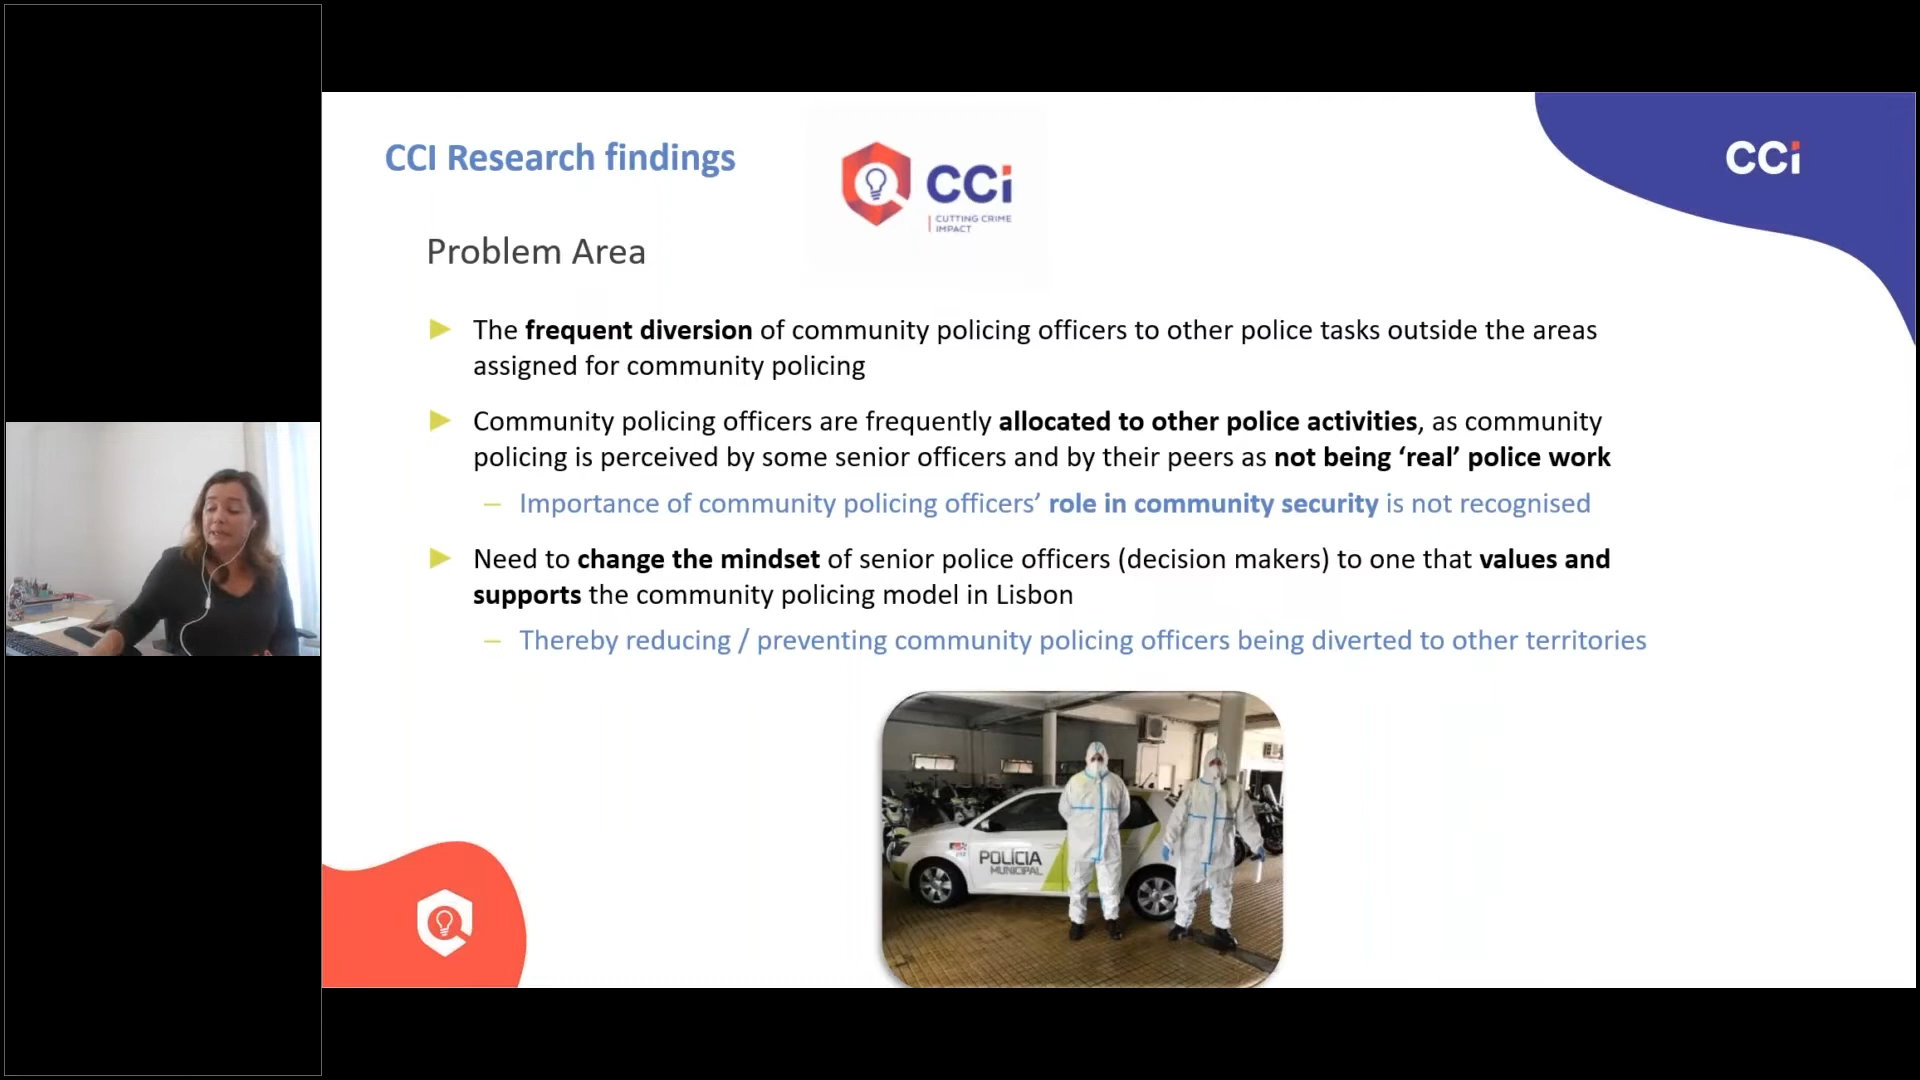 CCI Research findings
CCi
CUTTING CRIME
IMPACT
CCi
Problem Area
The frequent diversion of community policing officers to other police tasks outside the areas
assigned for community policing
Community policing officers are frequently allocated to other police activities, as community
policing is perceived by some senior officers and by their peers as not being ‘real’ police work
– Importance of community policing officers’ role in community security is not recognised
Need to change the mindset of senior police officers (decision makers) to one that values and
supports the community policing model in Lisbon
– Thereby reducing / preventing community policing officers being diverted to other territories
POLÍCIA
MUNICIPAL